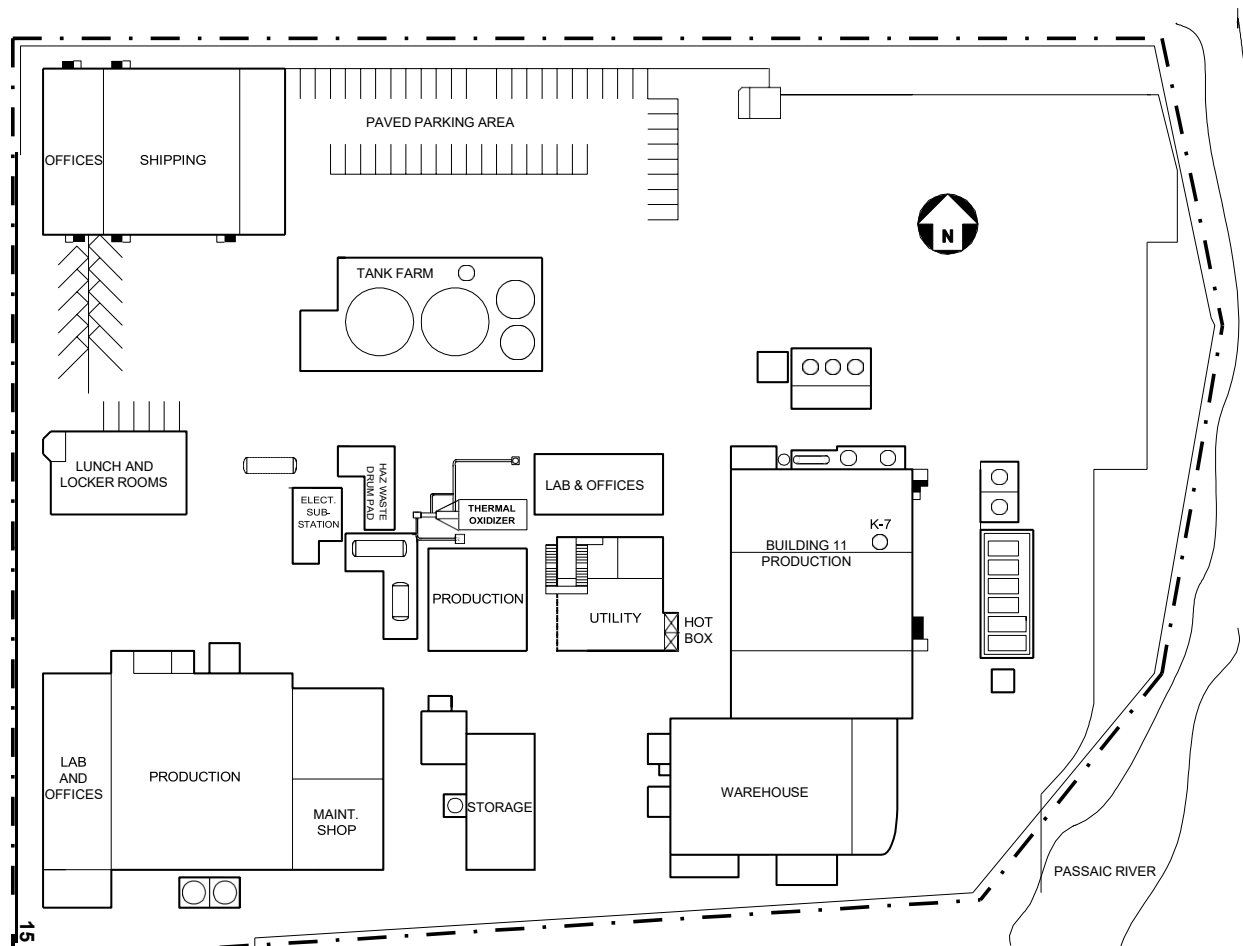 PAVED PARKING AREA
OFFICES
SHIPPING
N
TANK FARM
LUNCH AND
LOCKER ROOMS
HAZ WASTE
DRUM PAD
ELECT.
SUB-
STATION
THERMAL
OXIDIZER
LAB & OFFICES
K-7
BUILDING 11
PRODUCTION
PRODUCTION
UTILITY
HOT
BOX
LAB
AND
OFFICES
PRODUCTION
MAINT.
SHOP
STORAGE
WAREHOUSE
PASSAIC RIVER
15